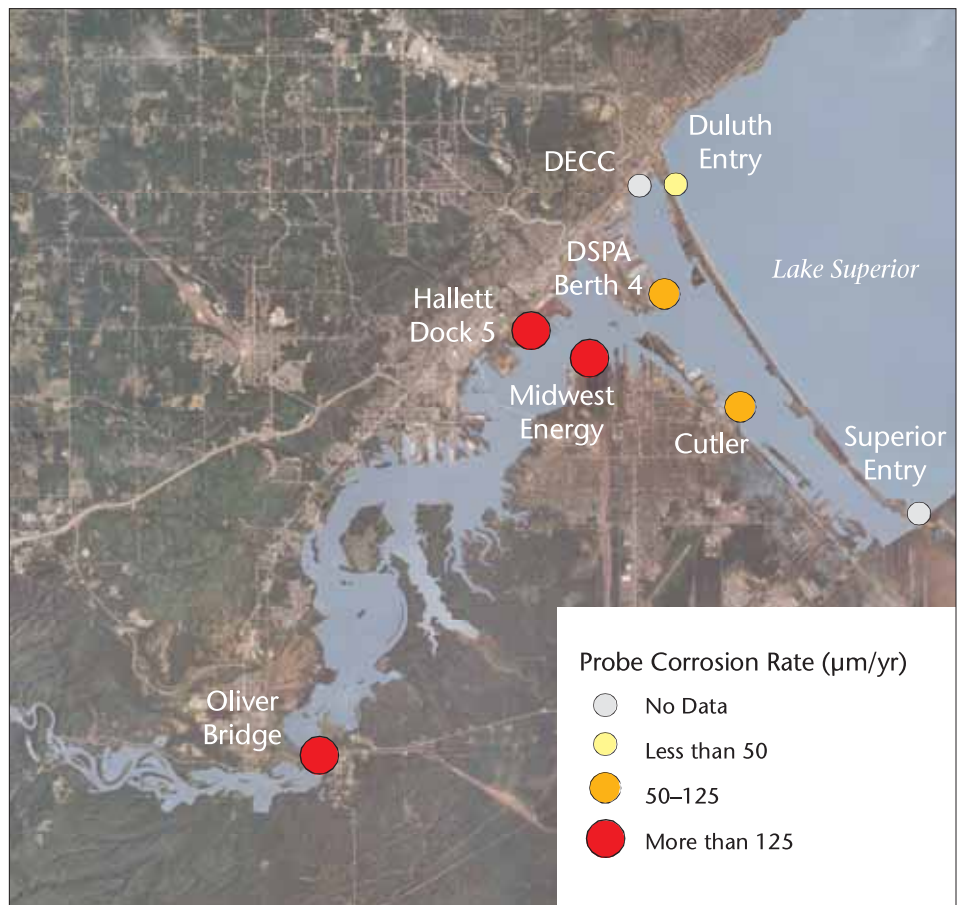 Duluth
Entry
DECC
DSPA
Berth 4
Lake Superior
Hallett
Dock 5
Midwest
Energy
Cutler
Superior
Entry
Oliver
Bridge
Probe Corrosion Rate (µm/yr)
No Data
Less than 50
50–125
More than 125